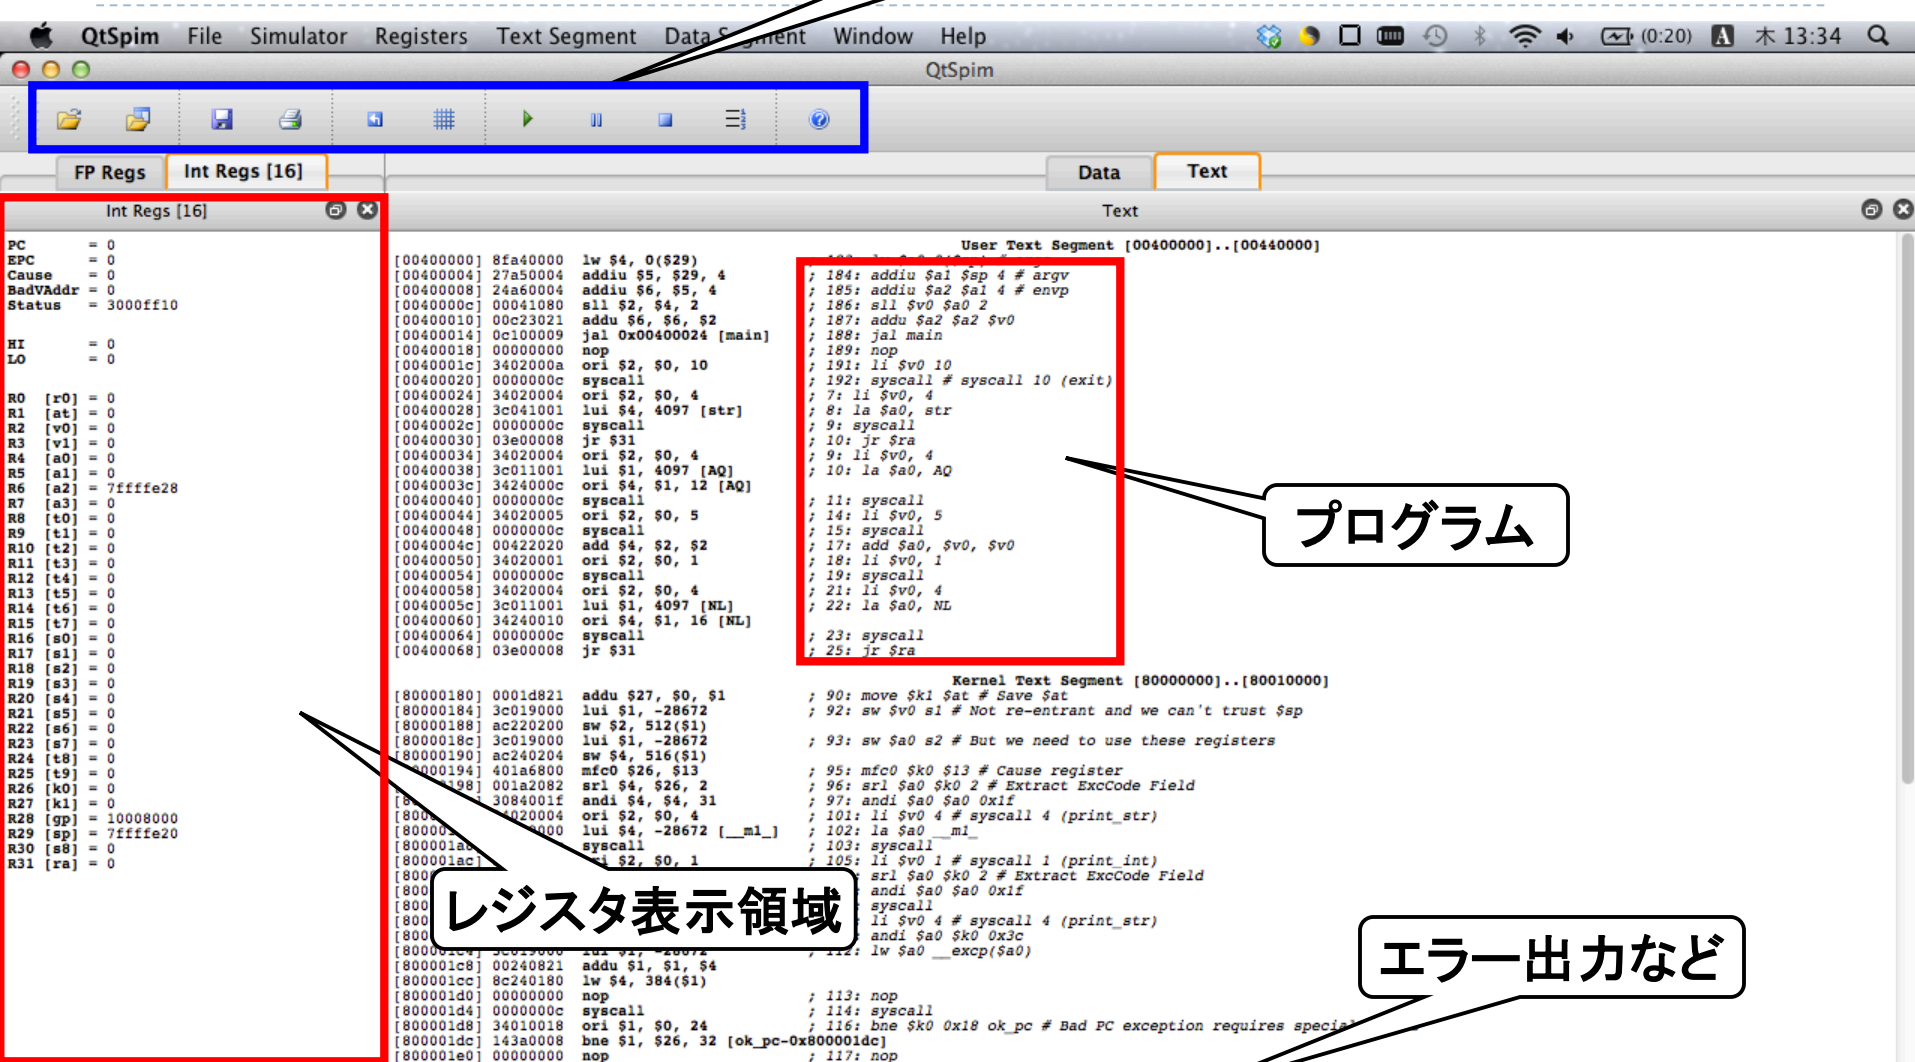 QtSpim File Simulator Registers Text Segment Data Segment Window Help (0:20) A 木 13:34
QtSpim
FP Regs Int Regs [16] Data Text
Int Regs [16]
Text
PC = 0
EPC = 0
Cause = 0
BadVAddr = 0
Status = 3000ff10
HI = 0
LO = 0
R0 [r0] = 0
R1 [at] = 0
R2 [v0] = 0
R3 [v1] = 0
R4 [a0] = 0
R5 [a1] = 0
R6 [a2] = 7ffffe28
R7 [a3] = 0
R8 [t0] = 0
R9 [t1] = 0
R10 [t2] = 0
R11 [t3] = 0
R12 [t4] = 0
R13 [t5] = 0
R14 [t6] = 0
R15 [t7] = 0
R16 [s0] = 0
R17 [s1] = 0
R18 [s2] = 0
R19 [s3] = 0
R20 [s4] = 0
R21 [s5] = 0
R22 [s6] = 0
R23 [s7] = 0
R24 [t8] = 0
R25 [t9] = 0
R26 [k0] = 0
R27 [k1] = 0
R28 [gp] = 10008000
R29 [sp] = 7ffffe20
R30 [s8] = 0
R31 [ra] = 0
User Text Segment [00400000]..[00440000]
[00400000] 8fa40000 lw $4, 0($29)
[00400004] 27a50004 addiu $5, $29, 4 ; 184: addiu $a1 $sp 4 # argv
[00400008] 24a60004 addiu $6, $5, 4 ; 185: addiu $a2 $a1 4 # envp
[0040000c] 00041080 sll $2, $4, 2 ; 186: sll $v0 $a0 2
[00400010] 00c23021 addu $6, $6, $2 ; 187: addu $a2 $a2 $v0
[00400014] 0c100009 jal 0x00400024 [main] ; 188: jal main
[00400018] 00000000 nop ; 189: nop
[0040001c] 3402000a ori $2, $0, 10 ; 191: li $v0 10
[00400020] 0000000c syscall ; 192: syscall # syscall 10 (exit)
[00400024] 34020004 ori $2, $0, 4 ; 7: li $v0, 4
[00400028] 3c041001 lui $4, 4097 [str] ; 8: la $a0, str
[0040002c] 0000000c syscall ; 9: syscall
[00400030] 03e00008 jr $31 ; 10: jr $ra
[00400034] 34020004 ori $2, $0, 4 ; 9: li $v0, 4
[00400038] 3c011001 lui $1, 4097 [AQ] ; 10: la $a0, AQ
[0040003c] 3424000c ori $4, $1, 12 [AQ]
[00400040] 0000000c syscall ; 11: syscall
[00400044] 34020005 ori $2, $0, 5 ; 14: li $v0, 5
[00400048] 0000000c syscall ; 15: syscall
[0040004c] 00422020 add $4, $2, $2 ; 17: add $a0, $v0, $v0
[00400050] 34020001 ori $2, $0, 1 ; 18: li $v0, 1
[00400054] 0000000c syscall ; 19: syscall
[00400058] 34020004 ori $2, $0, 4 ; 21: li $v0, 4
[0040005c] 3c011001 lui $1, 4097 [NL] ; 22: la $a0, NL
[00400060] 34240010 ori $4, $1, 16 [NL]
[00400064] 0000000c syscall ; 23: syscall
[00400068] 03e00008 jr $31 ; 25: jr $ra
プログラム
Kernel Text Segment [80000000]..[80010000]
[80000180] 0001d821 addu $27, $0, $1 ; 90: move $k1 $at # Save $at
[80000184] 3c019000 lui $1, -28672 ; 92: sw $v0 s1 # Not re-entrant and we can't trust $sp
[80000188] ac220200 sw $2, 512($1)
[8000018c] 3c019000 lui $1, -28672 ; 93: sw $a0 s2 # But we need to use these registers
[80000190] ac240204 sw $4, 516($1)
194] 401a6800 mfc0 $26, $13 ; 95: mfc0 $k0 $13 # Cause register
198] 001a2082 srl $4, $26, 2 ; 96: srl $a0 $k0 2 # Extract ExcCode Field
3084001f andi $4, $4, 31 ; 97: andi $a0 $a0 0x1f
ori $2, $0, 4 ; 101: li $v0 4 # syscall 4 (print_str)
lui $4, -28672 [__m1_] ; 102: la $a0 __m1_
syscall ; 103: syscall
[800001ac] $2, $0, 1 ; 105: li $v0 1 # syscall 1 (print_int)
srl $a0 $k0 2 # Extract ExcCode Field
andi $a0 $a0 0x1f
syscall
li $v0 4 # syscall 4 (print_str)
andi $a0 $k0 0x3c
lw $a0 __excp($a0)
[800001c8] 00240821 addu $1, $1, $4
[800001cc] 8c240180 lw $4, 384($1)
[800001d0] 00000000 nop ; 113: nop
[800001d4] 0000000c syscall ; 114: syscall
[800001d8] 34010018 ori $1, $0, 24 ; 116: bne $k0 0x18 ok_pc # Bad PC exception requires special
[800001dc] 143a0008 bne $1, $26, 32 [ok_pc-0x800001dc]
[800001e0] 00000000 nop ; 117: nop
レジスタ表示領域
エラー出力など